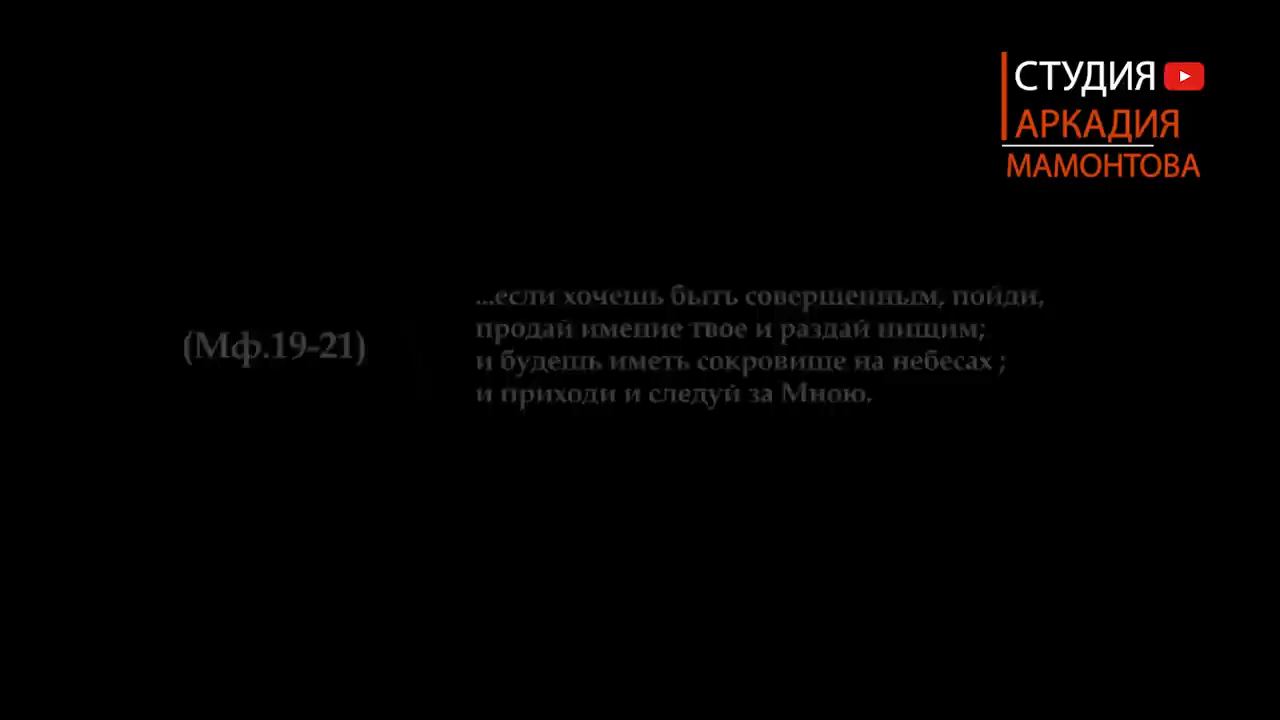 СТУДИЯ
АРКАДИЯ
МАМОНТОВА
(Мф.19-21)
...если хочешь быть совершенным, пойди,
продай имение твое и раздай нищим;
и будешь иметь сокровище на небесах ;
и приходи и следуй за Мною.